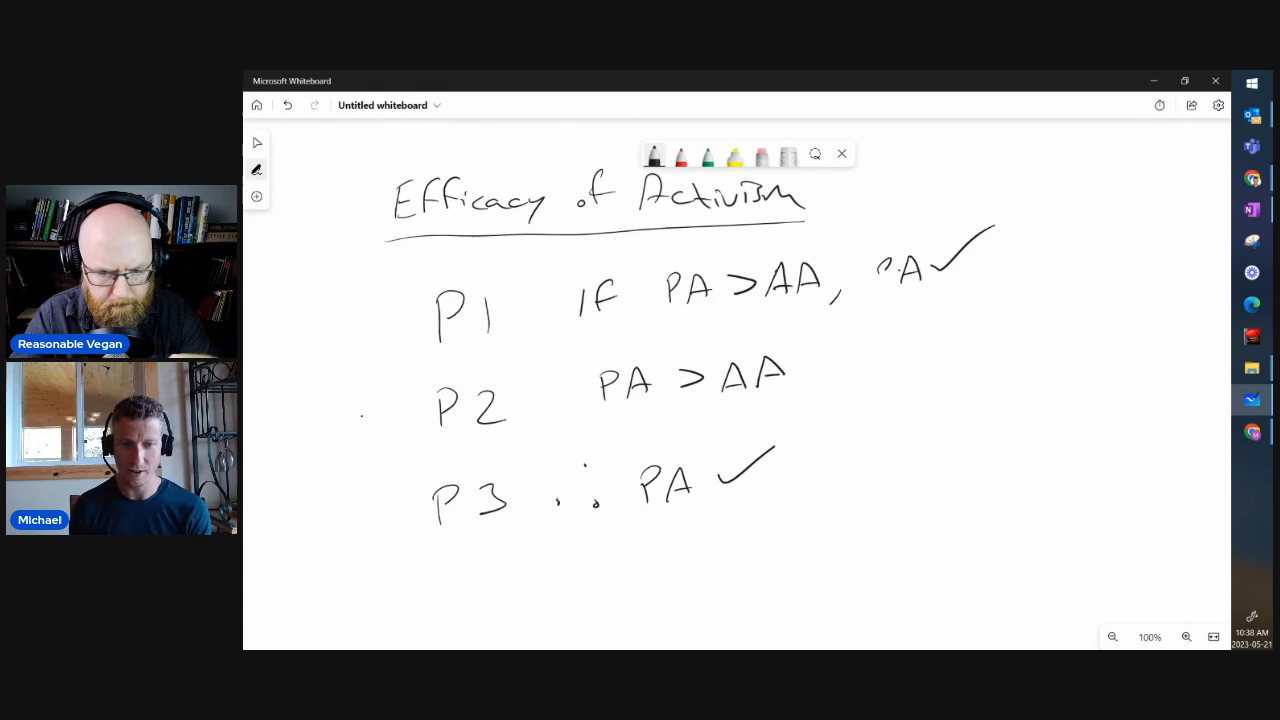 Microsoft Whiteboard
Untitled whiteboard
Efficacy of Activism
P1 If PA > AA, PA ✓
P2 PA > AA
P3 ∴ PA ✓
Reasonable Vegan
Michael
100%
10:38 AM
2023-05-21